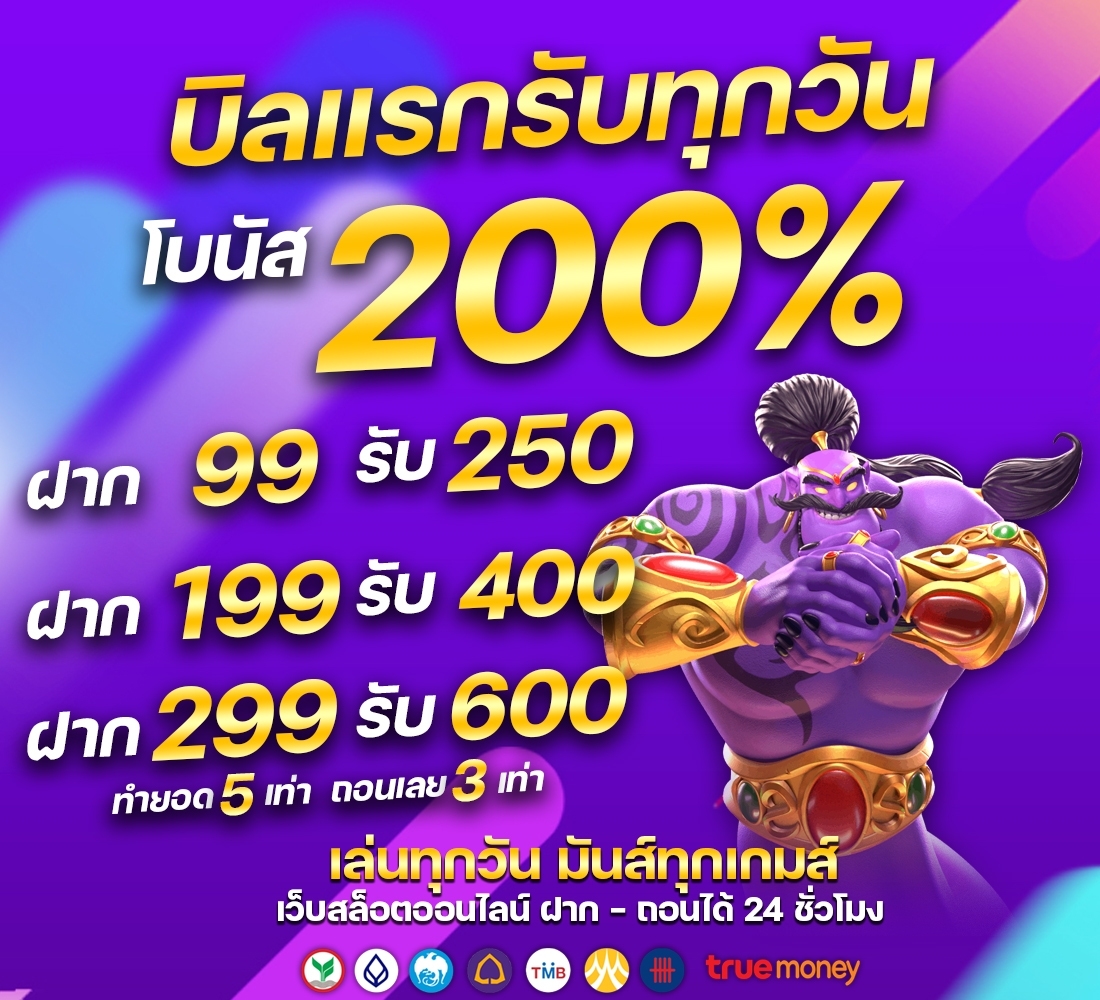 บิลแรกรับทุกวัน
โบนัส 200%
ฝาก 99 รับ 250
ฝาก 199 รับ 400
ฝาก 299 รับ 600
ทำยอด 5 เท่า ถอนเลย 3 เท่า
เล่นทุกวัน มันส์ทุกเกมส์
เว็บสล็อตออนไลน์ ฝาก - ถอนได้ 24 ชั่วโมง
TMB truemoney